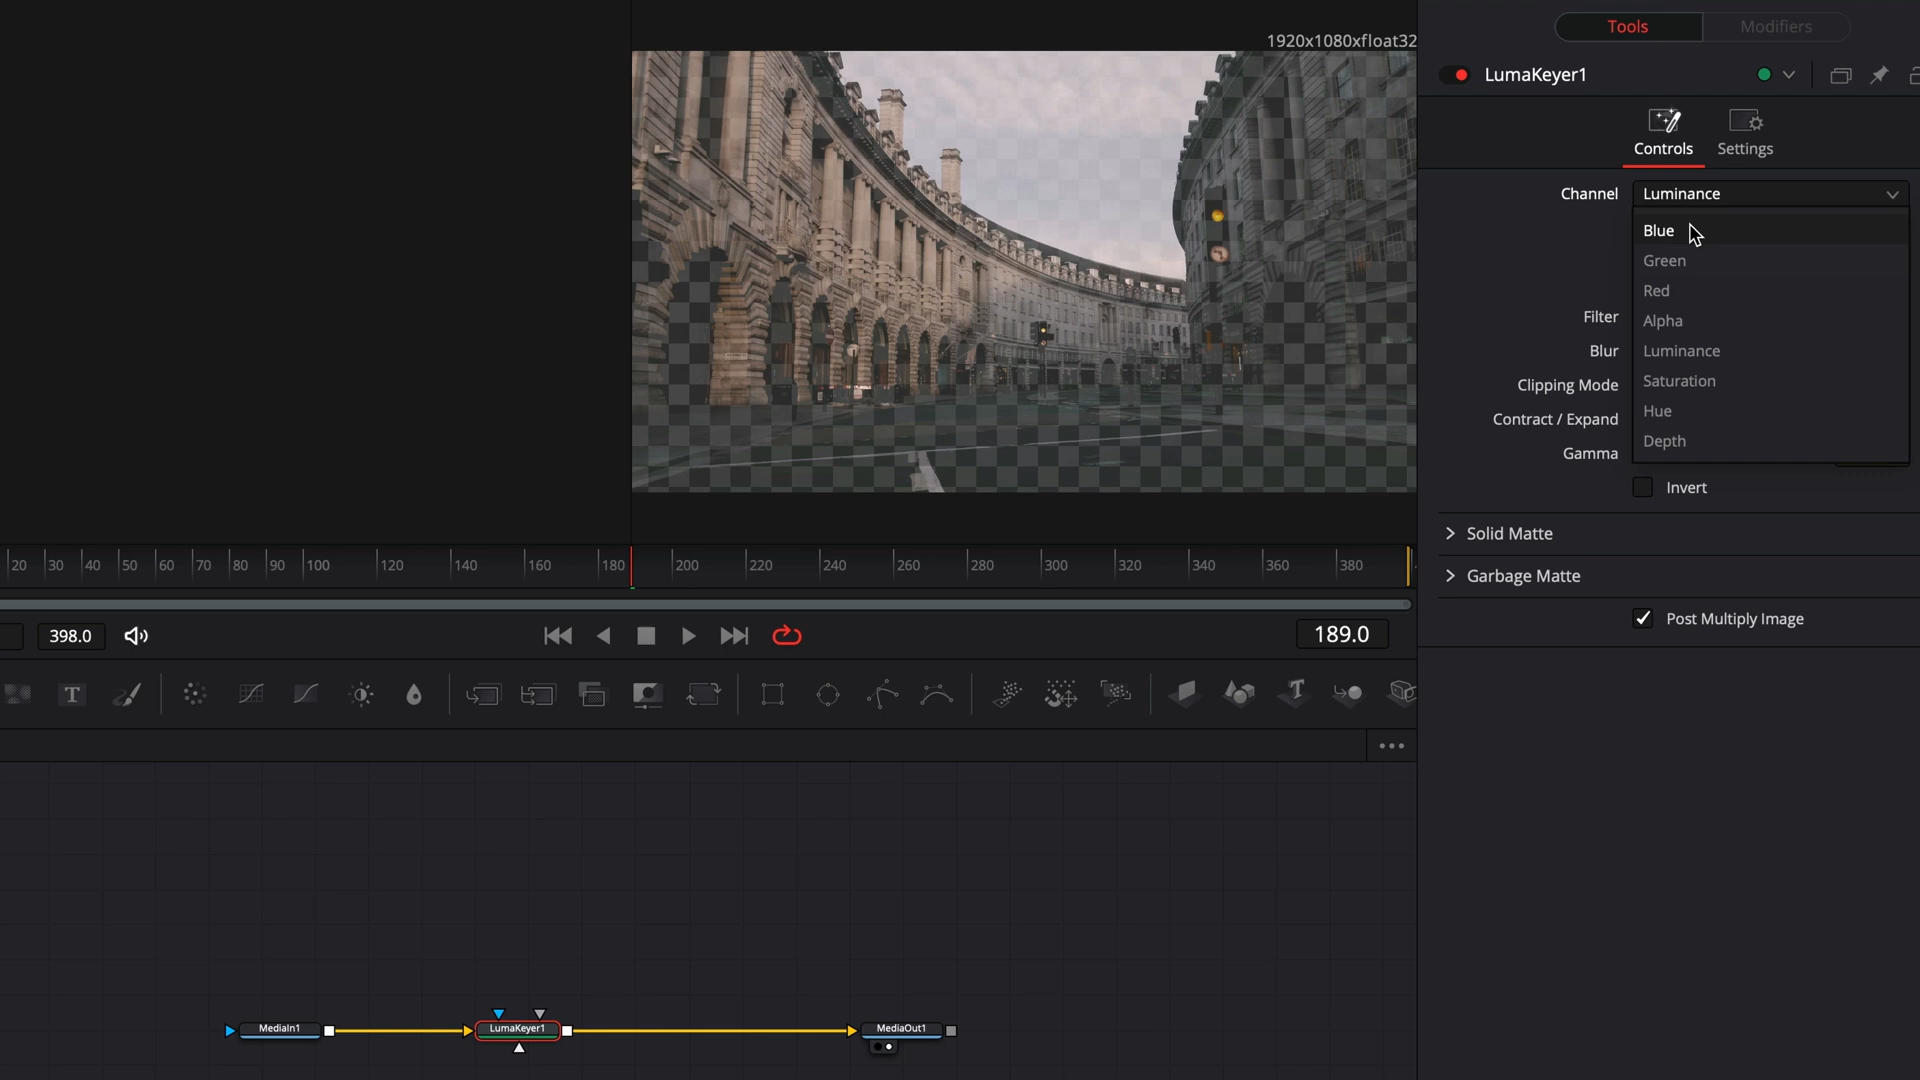 Tools Modifiers
1920x1080xfloat32
LumaKeyer1
Controls Settings
Channel Luminance
Blue
Green
Red
Filter
Alpha
Blur
Luminance
Clipping Mode
Saturation
Hue
Contract / Expand
Depth
Gamma
Invert
Solid Matte
20 30 40 50 60 70 80 90 100 120 140 160 180 200 220 240 260 280 300 320 340 360 380
Garbage Matte
Post Multiply Image
398.0 189.0
T
MediaIn1 LumaKeyer1 MediaOut1